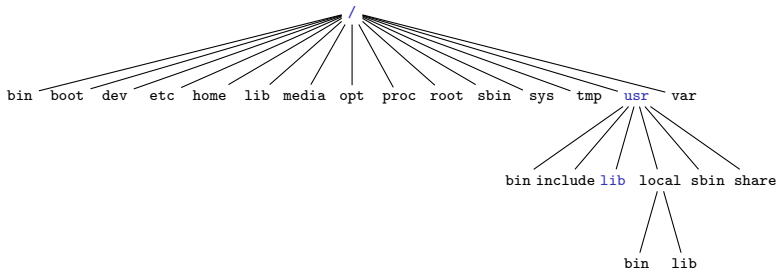 /
bin boot dev etc home lib media opt proc root sbin sys tmp usr var
bin include lib local sbin share
bin lib